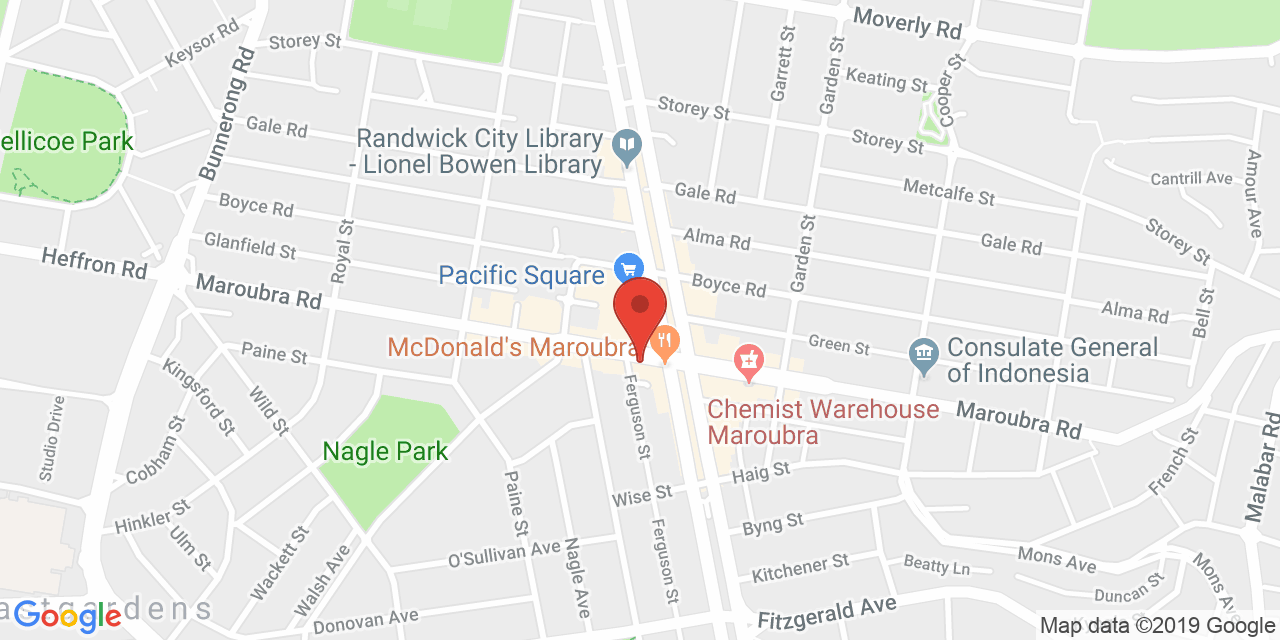 Moverly Rd
Keysor Rd
Storey St
Bunnerong Rd
Garrett St
Garden St
Keating St
Cooper St
Storey St
Storey St
Gale Rd
Randwick City Library
- Lionel Bowen Library
ellicoe Park
Metcalfe St
Cantrill Ave
Amour Ave
Gale Rd
Boyce Rd
Alma Rd
Gale Rd
Storey St
Glanfield St
Royal St
Garden St
Heffron Rd
Maroubra Rd
Pacific Square
Boyce Rd
Alma Rd
Bell St
McDonald's Maroubra
Green St
Consulate General
of Indonesia
Paine St
Kingsford St
Wild St
Chemist Warehouse
Maroubra
Maroubra Rd
Ferguson St
Studio Drive
Cobham St
Nagle Park
Haig St
French St
Malabar Rd
Paine St
Wise St
Hinkler St
Ulm St
Byng St
Ferguson St
O'Sullivan Ave
Nagle Ave
Wackett St
Walsh Ave
Kitchener St
Beatty Ln
Mons Ave
Mons Ave
Duncan St
astgardens
Donovan Ave
Fitzgerald Ave
Google
Map data ©2019 Google